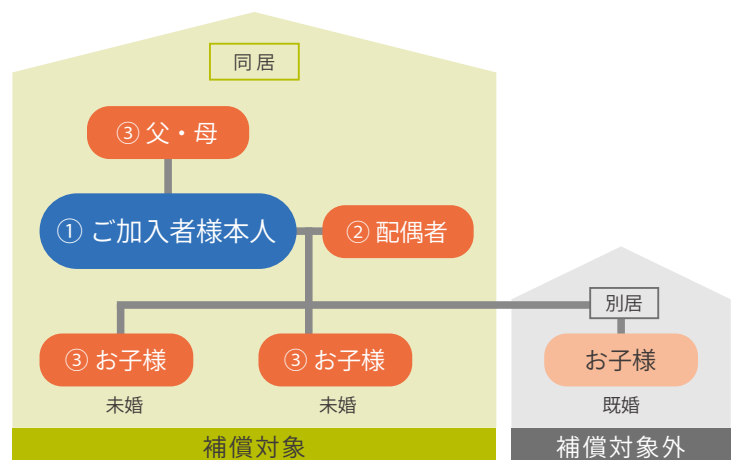 同居
③ 父・母
① ご加入者様本人
② 配偶者
別居
③ お子様
③ お子様
お子様
未婚
未婚
既婚
補償対象
補償対象外